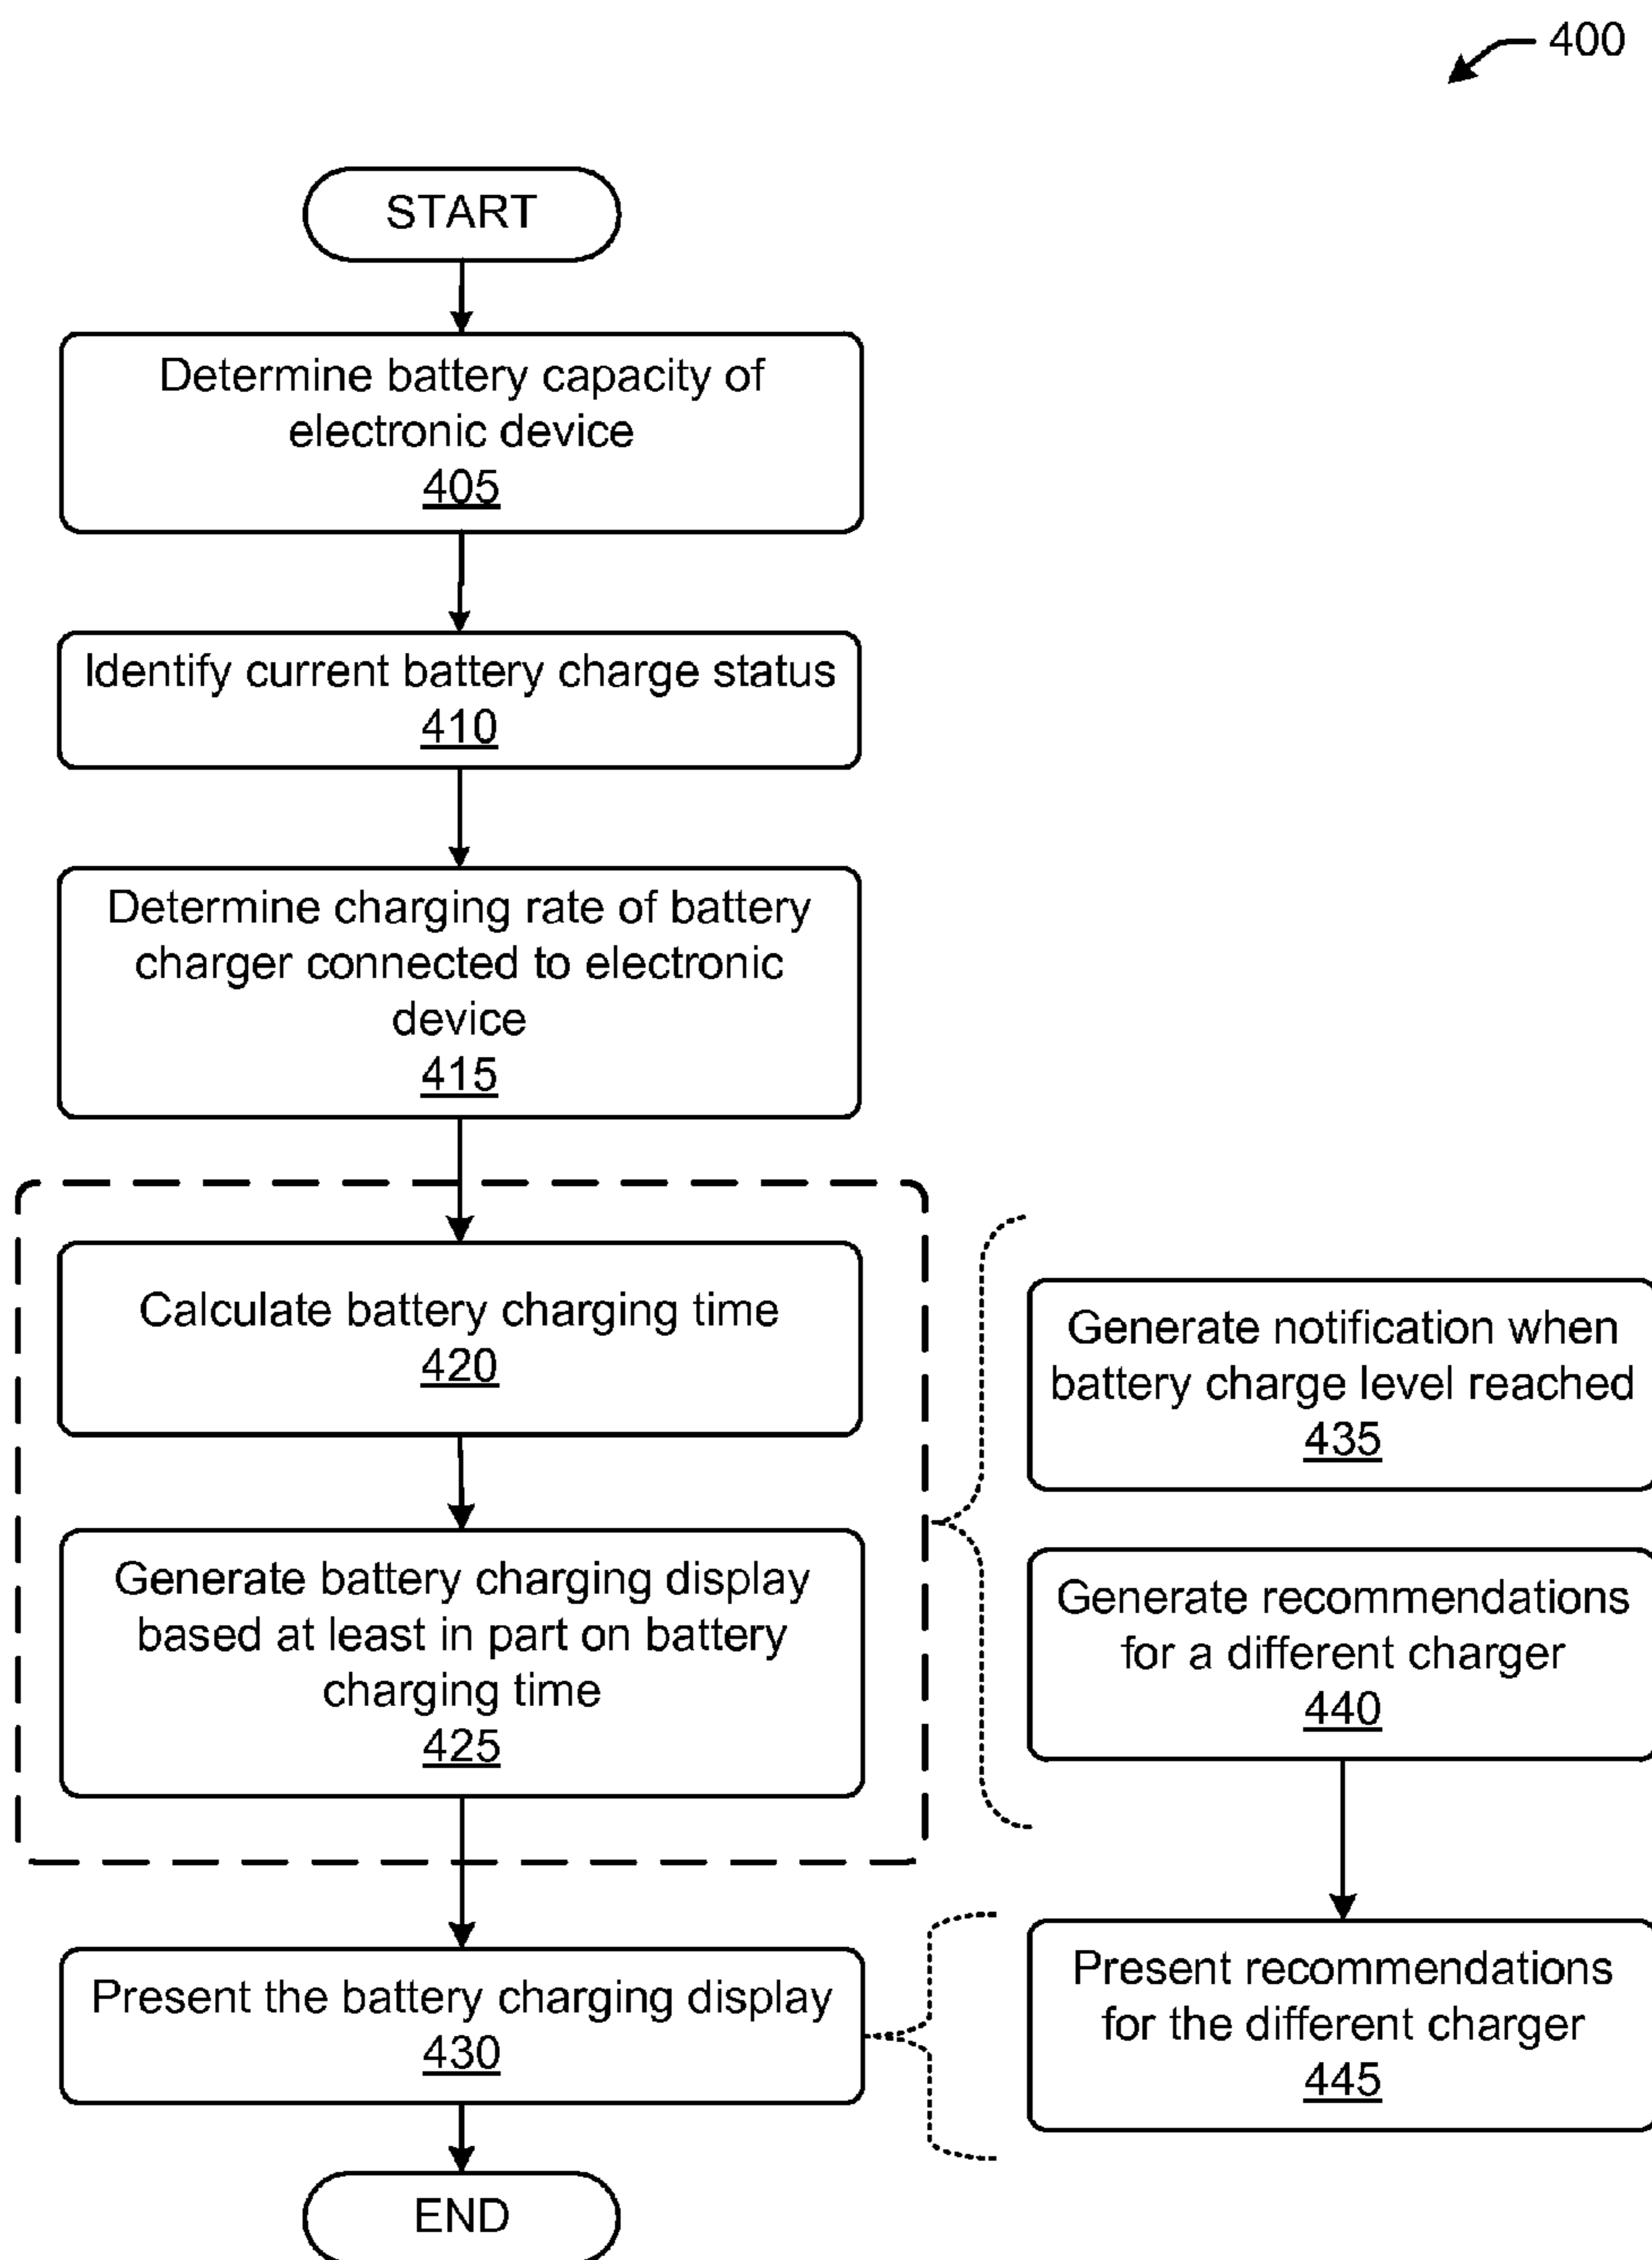 400
START
Determine battery capacity of
electronic device
405
Identify current battery charge status
410
Determine charging rate of battery
charger connected to electronic
device
415
Calculate battery charging time
420
Generate battery charging display
based at least in part on battery
charging time
425
Generate notification when
battery charge level reached
435
Generate recommendations
for a different charger
440
Present the battery charging display
430
Present recommendations
for the different charger
445
END